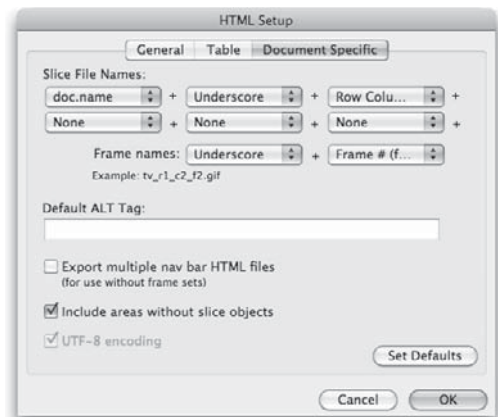 HTML Setup
General Table Document Specific
Slice File Names:
doc.name + Underscore + Row Colu... +
None + None + None +
Frame names: Underscore + Frame # (f...
Example: tv_r1_c2_f2.gif
Default ALT Tag:
Export multiple nav bar HTML files
(for use without frame sets)
Include areas without slice objects
UTF-8 encoding
Set Defaults
Cancel OK